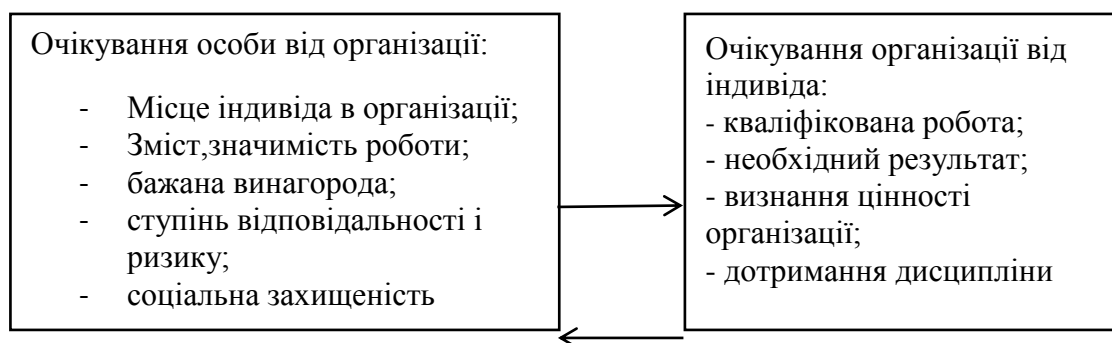 Очікування особи від організації:
- Місце індивіда в організації;
- Зміст,значимість роботи;
- бажана винагорода;
- ступінь відповідальності і
ризику;
- соціальна захищеність
Очікування організації від
індивіда:
- кваліфікована робота;
- необхідний результат;
- визнання цінності
організації;
- дотримання дисципліни